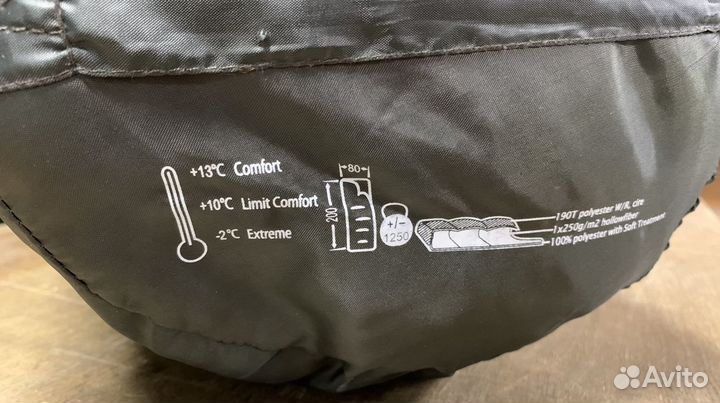 +13°C Comfort
+10°C Limit Comfort
-2°C Extreme
80
200
+/-
1250
190T polyester W/R, cire
1x250g/m2 hollowfiber
100% polyester with Soft Treatment
Avito